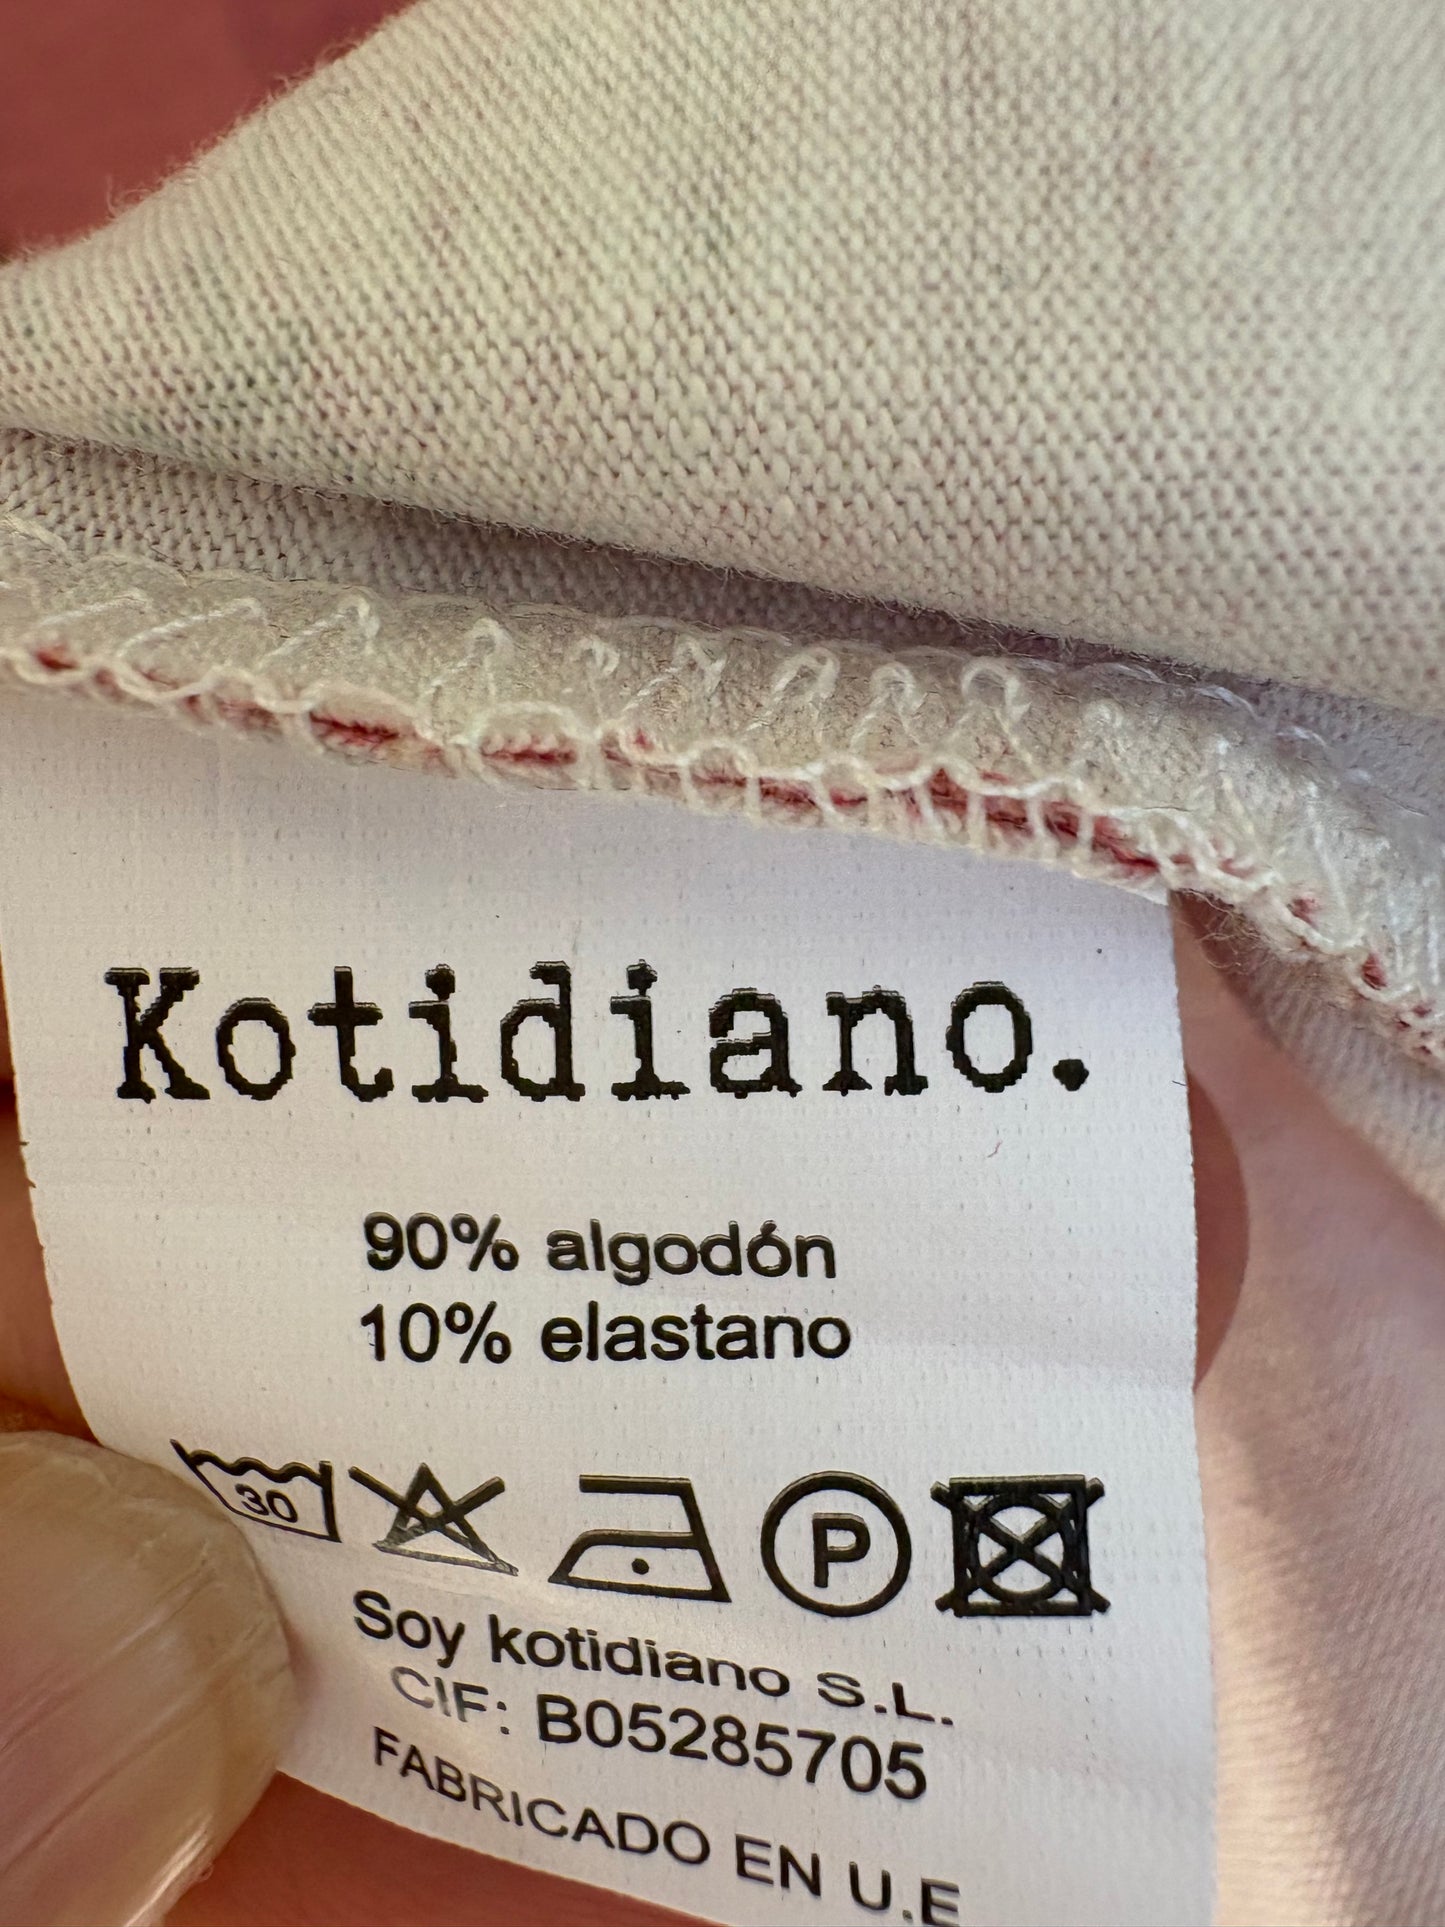 Kotidiano.
90% algodón
10% elastano
30 P
Soy kotidiano S.L.
CIF: B05285705
FABRICADO EN U.E